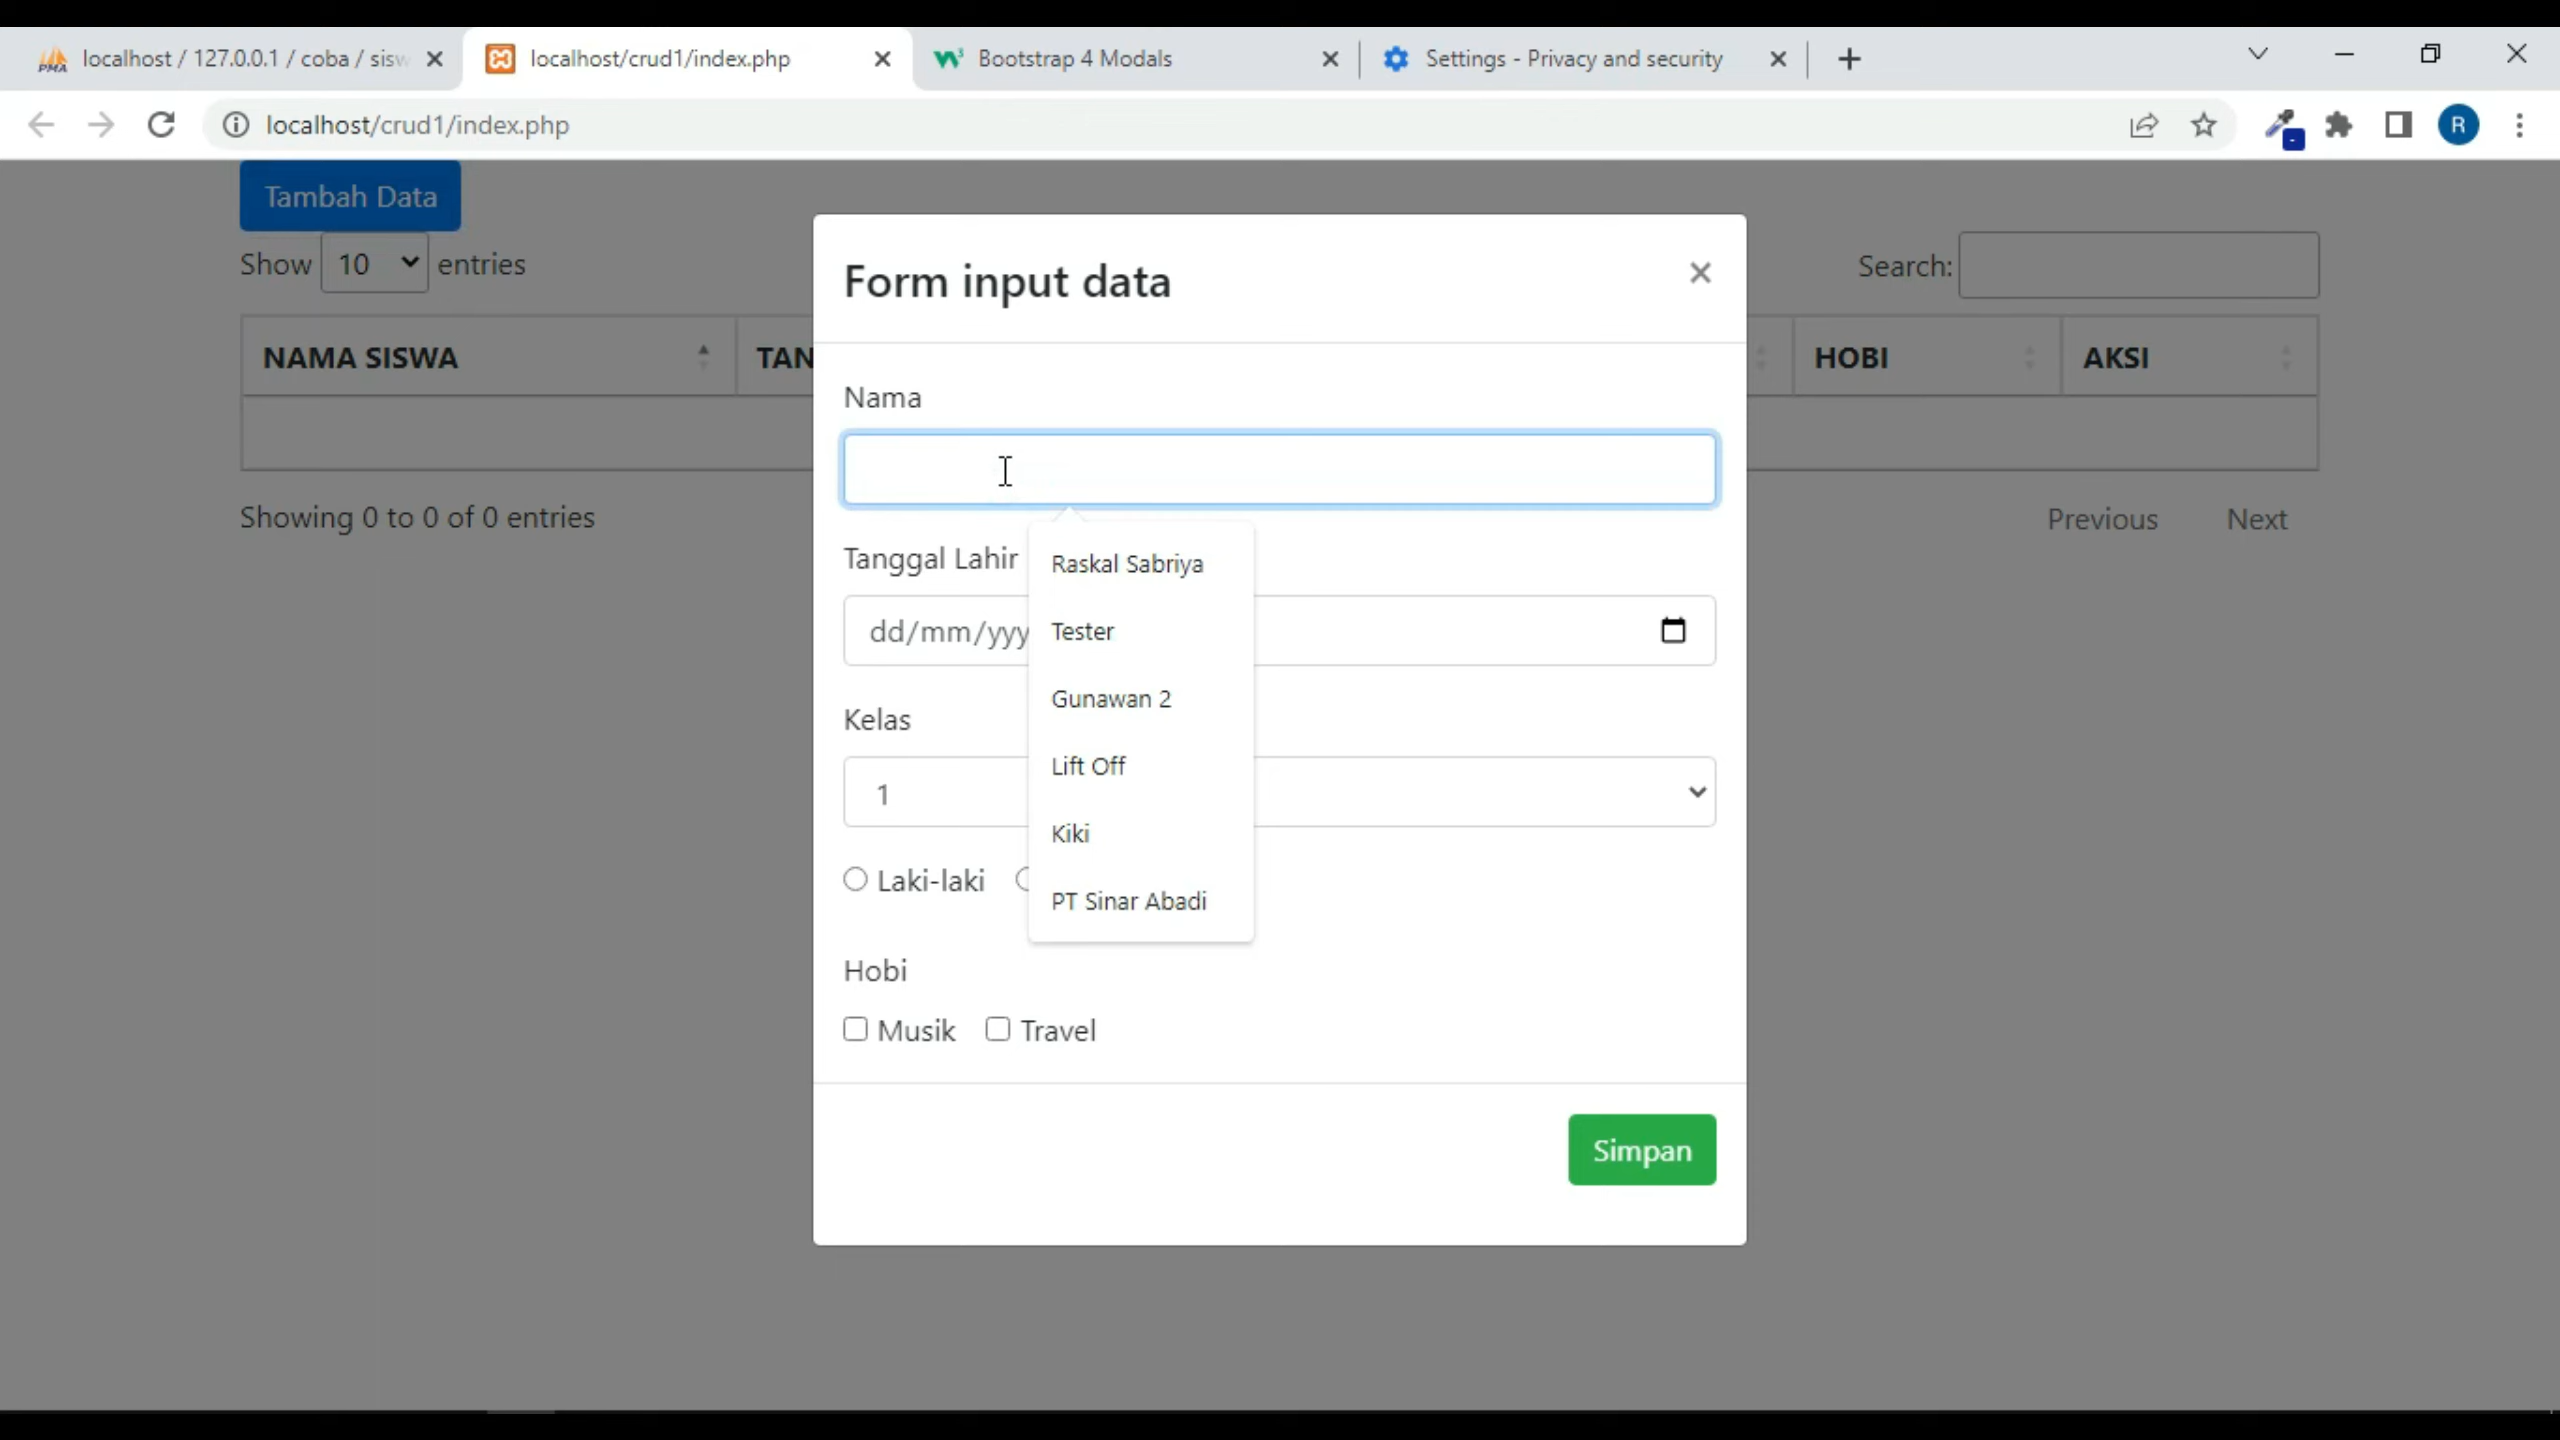 localhost / 127.0.0.1 / coba / sisw
localhost/crud1/index.php
Bootstrap 4 Modals
Settings - Privacy and security
localhost/crud1/index.php
R
Tambah Data
Show 10 entries
Search:
NAMA SISWA
TAN
HOBI
AKSI
Showing 0 to 0 of 0 entries
Previous
Next
Form input data
×
Nama
Tanggal Lahir
dd/mm/yyy
Kelas
1
Laki-laki
Raskal Sabriya
Tester
Gunawan 2
Lift Off
Kiki
PT Sinar Abadi
Hobi
Musik
Travel
Simpan